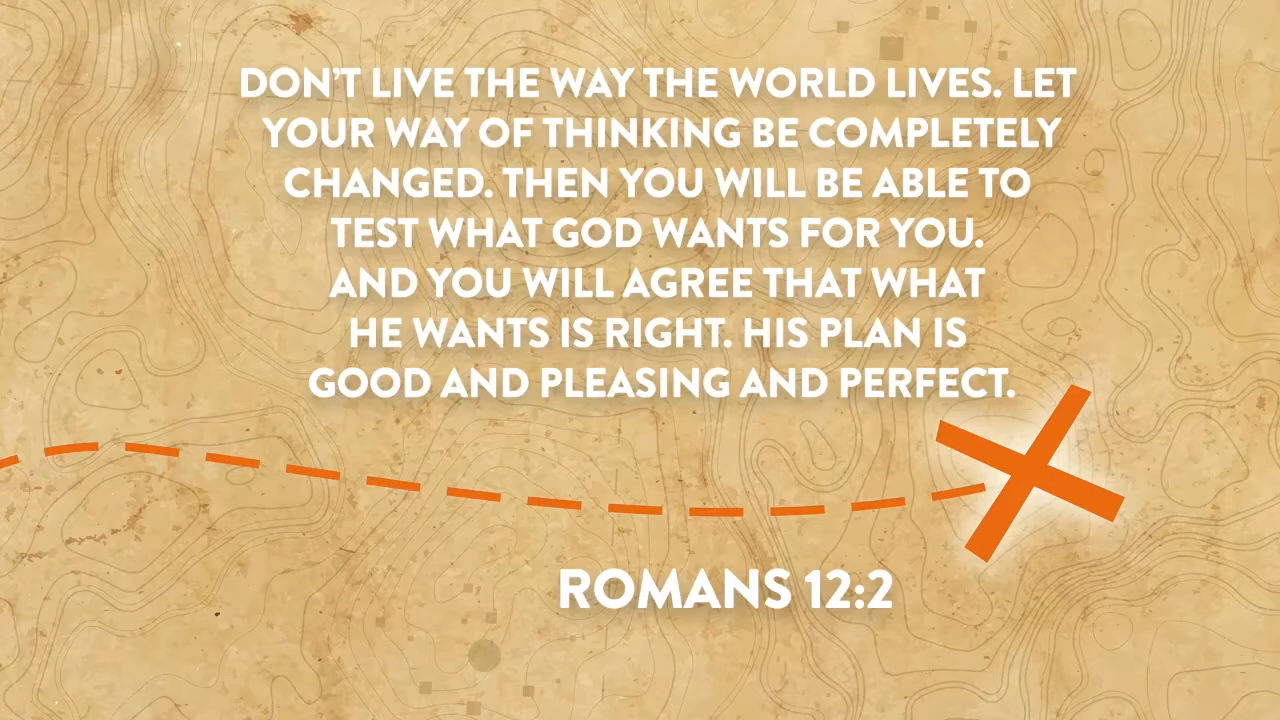 DON'T LIVE THE WAY THE WORLD LIVES. LET
YOUR WAY OF THINKING BE COMPLETELY
CHANGED. THEN YOU WILL BE ABLE TO
TEST WHAT GOD WANTS FOR YOU.
AND YOU WILL AGREE THAT WHAT
HE WANTS IS RIGHT. HIS PLAN IS
GOOD AND PLEASING AND PERFECT.
ROMANS 12:2